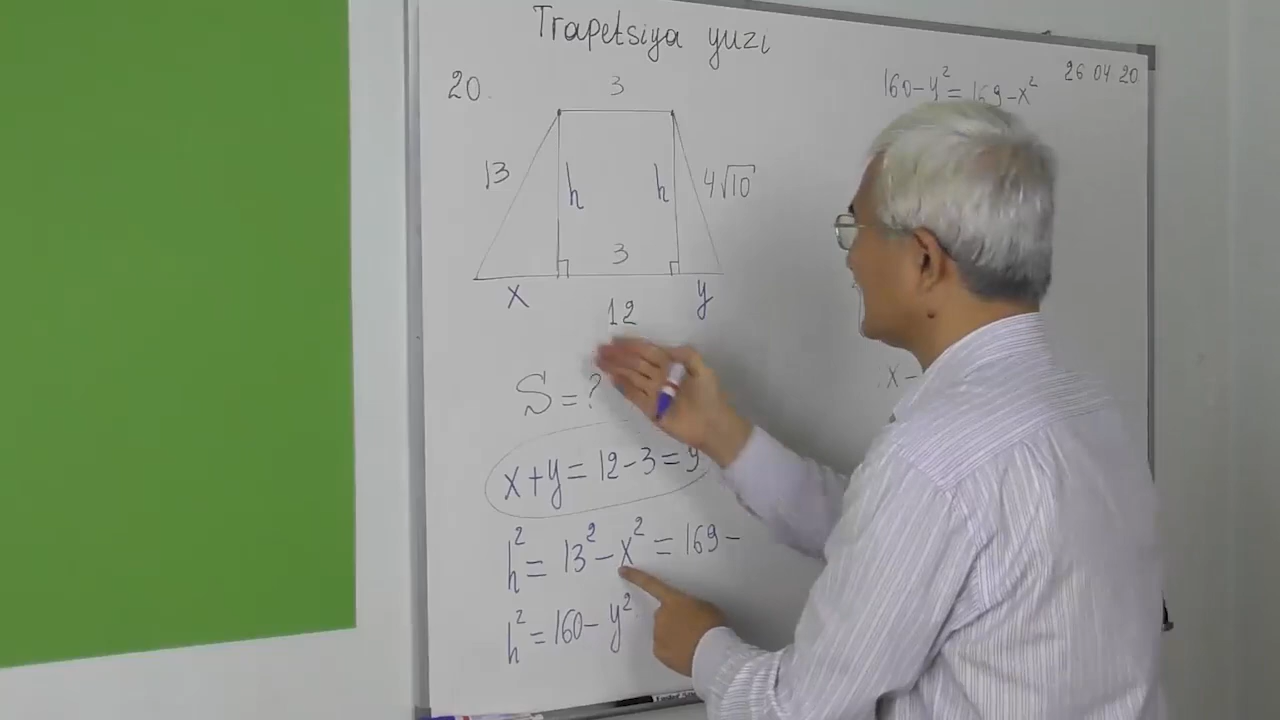 Trapetsiya yuzi
26 04 20
20.
3
160-y²=169-x²
13
h
h
4√10
3
x
y
12
S=?
x-
x+y=12-3=9
h²=13²-x²=169-
h²=160-y²